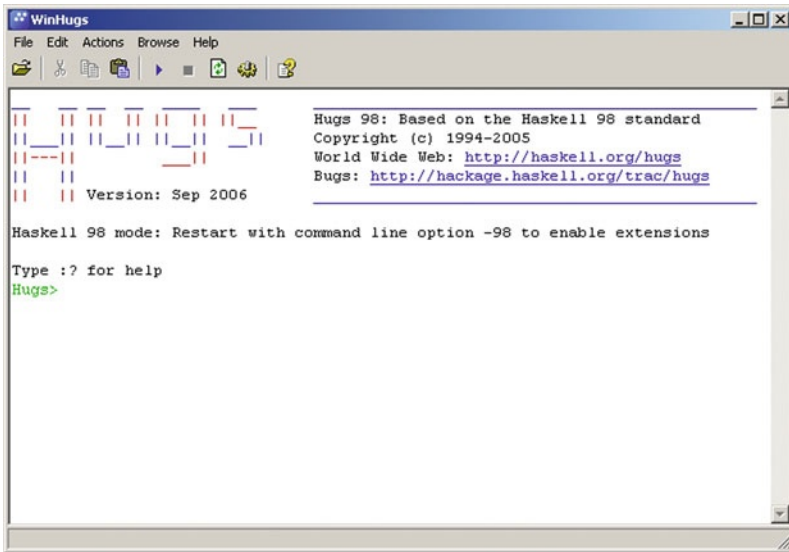 WinHugs
File Edit Actions Browse Help
Hugs
Hugs 98: Based on the Haskell 98 standard
Copyright (c) 1994-2005
World Wide Web: http://haskell.org/hugs
Bugs: http://hackage.haskell.org/trac/hugs
Version: Sep 2006
Haskell 98 mode: Restart with command line option -98 to enable extensions
Type :? for help
Hugs>